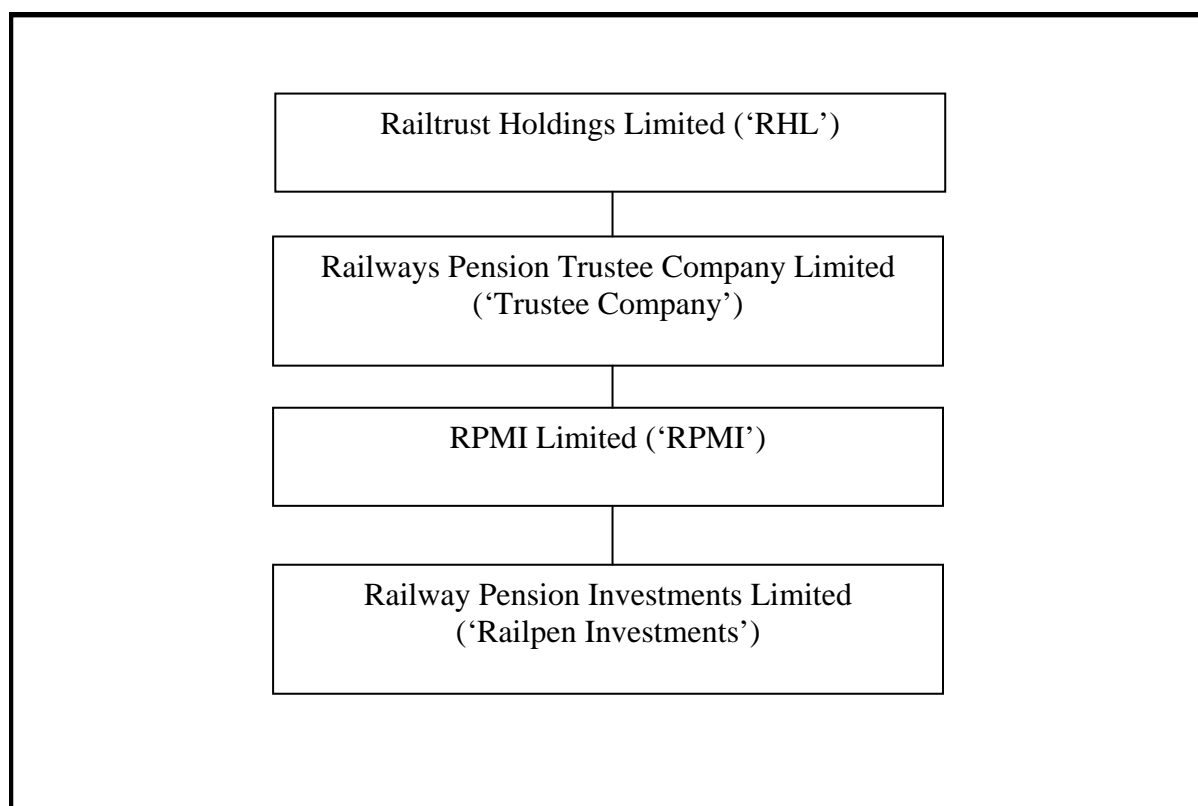 Railtrust Holdings Limited (‘RHL’)
Railways Pension Trustee Company Limited
(‘Trustee Company’)
RPMI Limited (‘RPMI’)
Railway Pension Investments Limited
(‘Railpen Investments’)